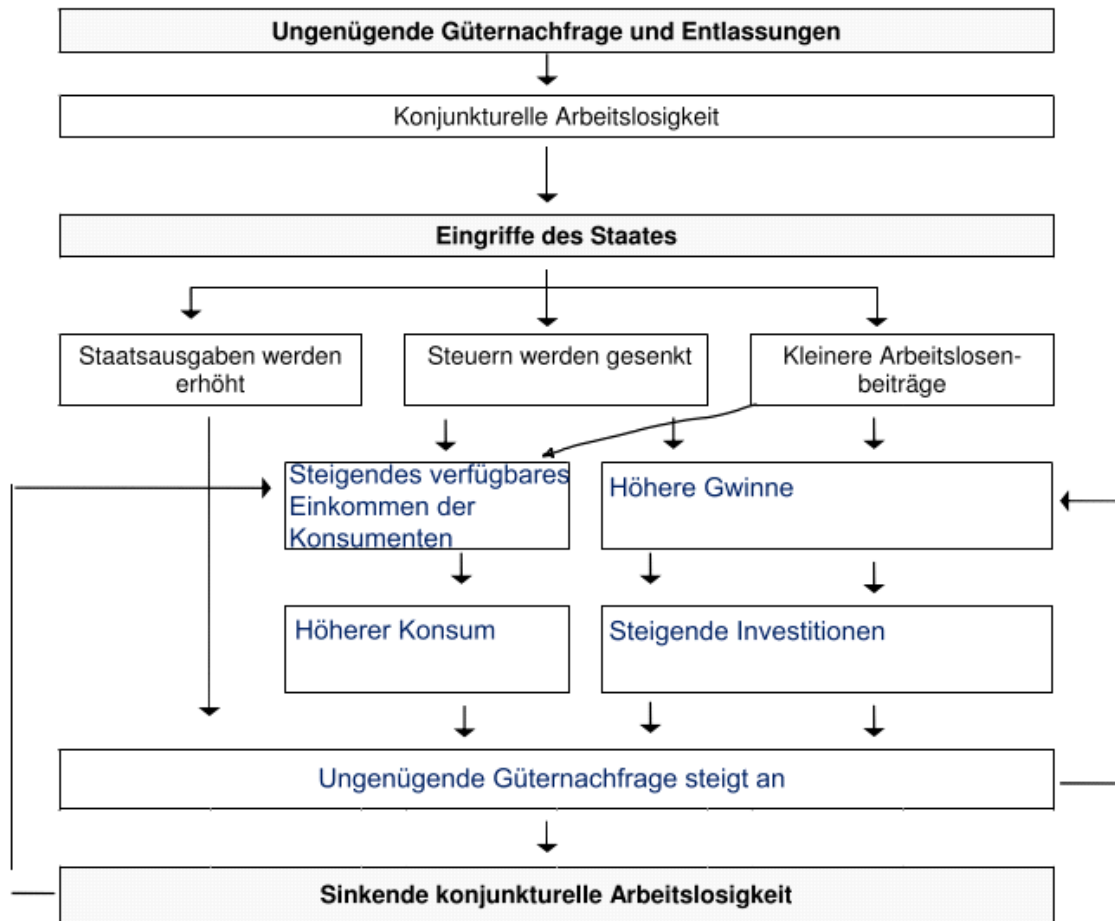 Ungenügende Güternachfrage und Entlassungen
Konjunkturelle Arbeitslosigkeit
Eingriffe des Staates
Staatsausgaben werden
erhöht
Steuern werden gesenkt
Kleinere Arbeitslosen-
beiträge
Steigendes verfügbares
Einkommen der
Konsumenten
Höhere Gwinne
Höherer Konsum
Steigende Investitionen
Ungenügende Güternachfrage steigt an
Sinkende konjunkturelle Arbeitslosigkeit